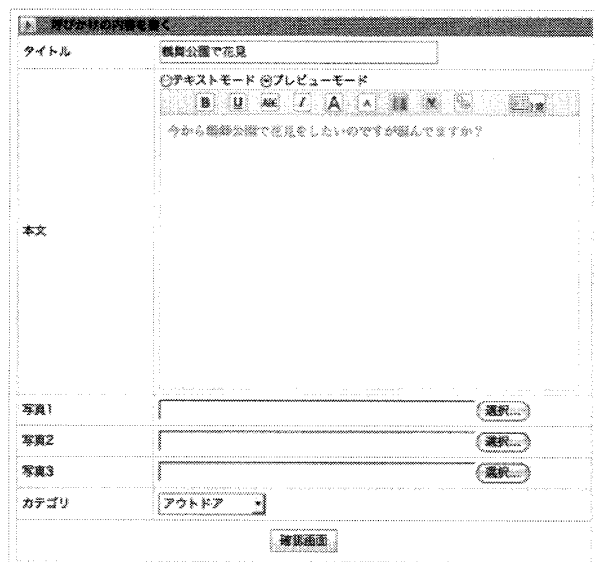 呼びかけの内容を書く
タイトル
鶴舞公園で花見
テキストモード プレビューモード
B U ABC I A A
今から鶴舞公園で花見をしたいのですが混んでますか？
本文
写真1 選択...
写真2 選択...
写真3 選択...
カテゴリ アウトドア
確認画面